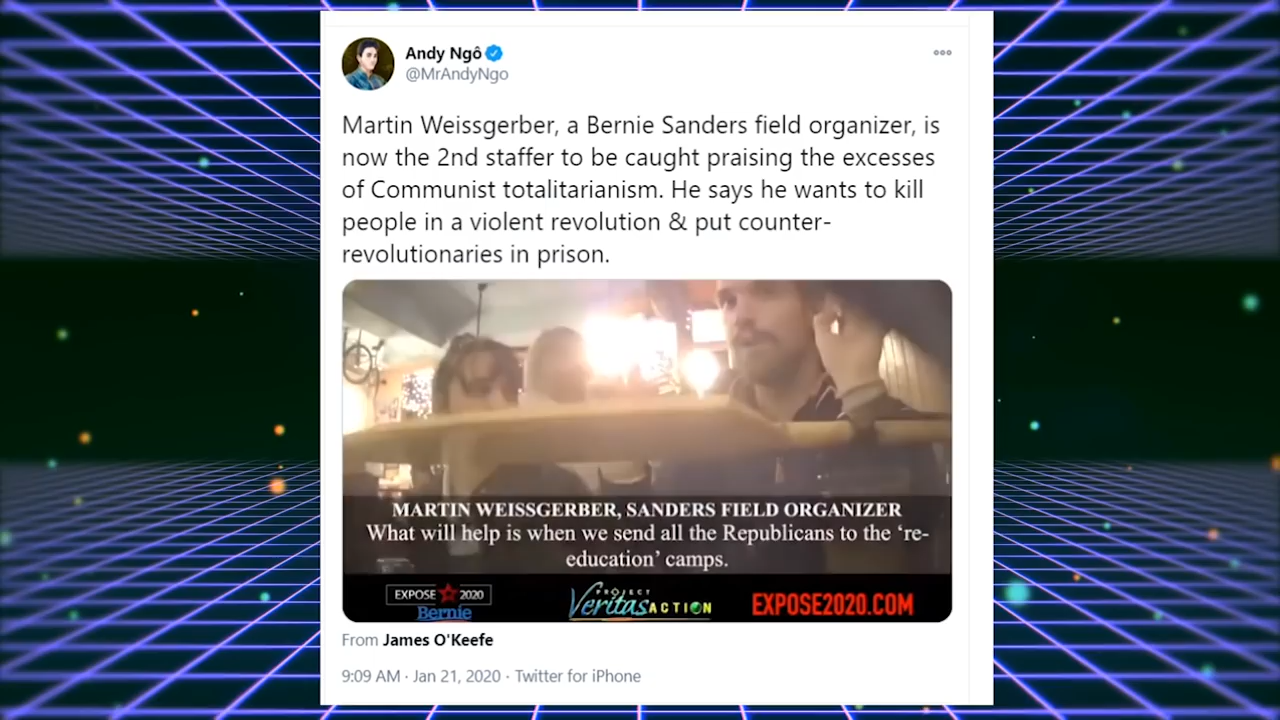 Andy Ngô
@MrAndyNgo
Martin Weissgerber, a Bernie Sanders field organizer, is
now the 2nd staffer to be caught praising the excesses
of Communist totalitarianism. He says he wants to kill
people in a violent revolution & put counter-
revolutionaries in prison.
MARTIN WEISSGERBER, SANDERS FIELD ORGANIZER
What will help is when we send all the Republicans to the ‘re-
education’ camps.
EXPOSE 2020
Bernie
PROJECT
Veritas ACTION
EXPOSE2020.COM
From James O'Keefe
9:09 AM · Jan 21, 2020 · Twitter for iPhone